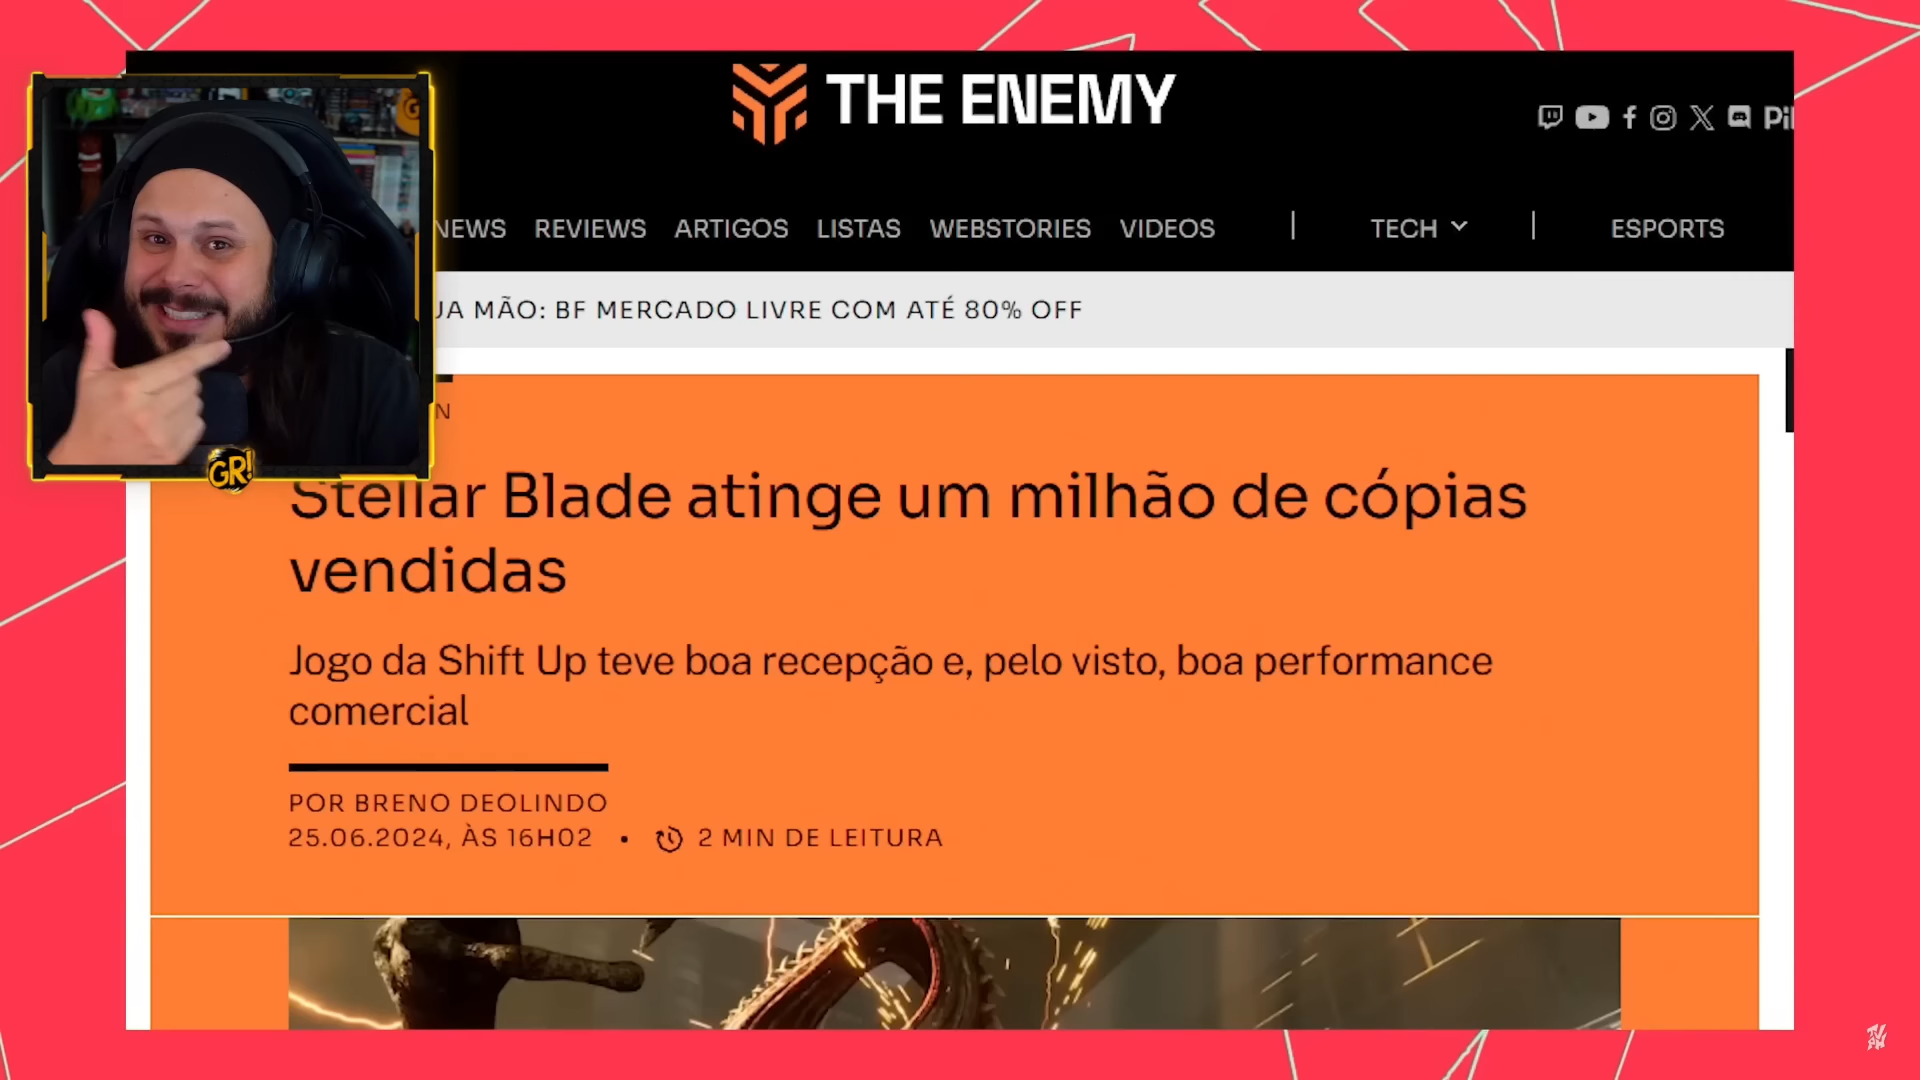 THE ENEMY
NEWS REVIEWS ARTIGOS LISTAS WEBSTORIES VIDEOS | TECH | ESPORTS
MÃO: BF MERCADO LIVRE COM ATÉ 80% OFF
GR!
Stellar Blade atinge um milhão de cópias
vendidas
Jogo da Shift Up teve boa recepção e, pelo visto, boa performance
comercial
POR BRENO DEOLINDO
25.06.2024, ÀS 16H02 • 2 MIN DE LEITURA